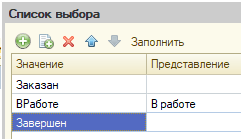 Список выбора
Заполнить
Значение Представление
Заказан
ВРаботе В работе
Завершен